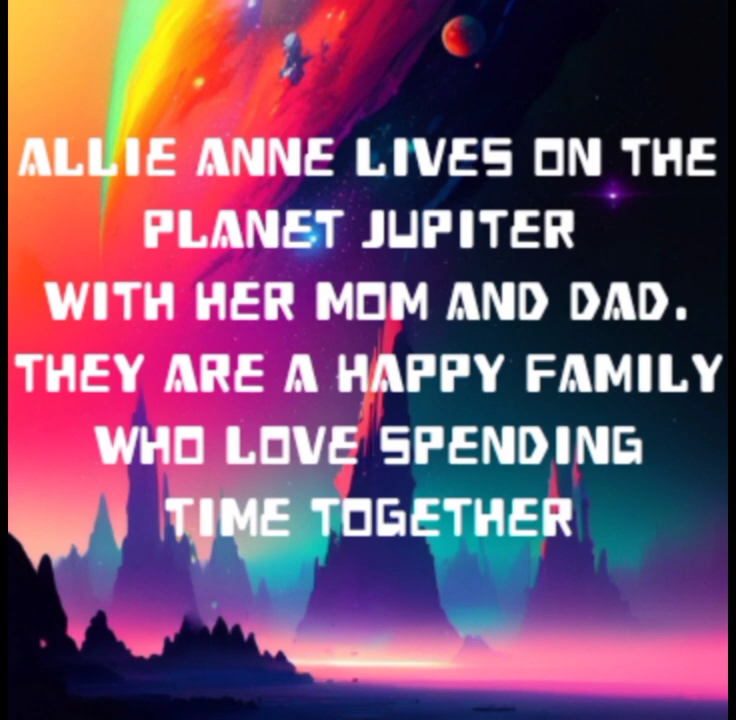 ALLIE ANNE LIVES ON THE
PLANET JUPITER
WITH HER MOM AND DAD.
THEY ARE A HAPPY FAMILY
WHO LOVE SPENDING
TIME TOGETHER